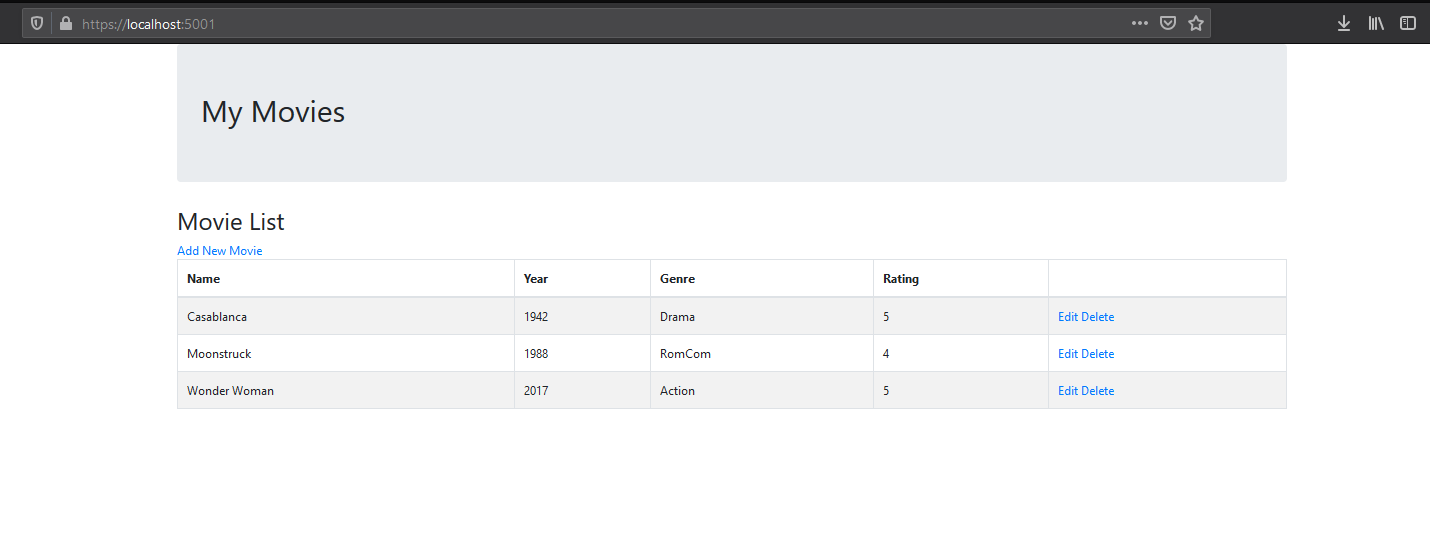 https://localhost:5001
My Movies
Movie List
Add New Movie
Name Year Genre Rating
Casablanca 1942 Drama 5 Edit Delete
Moonstruck 1988 RomCom 4 Edit Delete
Wonder Woman 2017 Action 5 Edit Delete